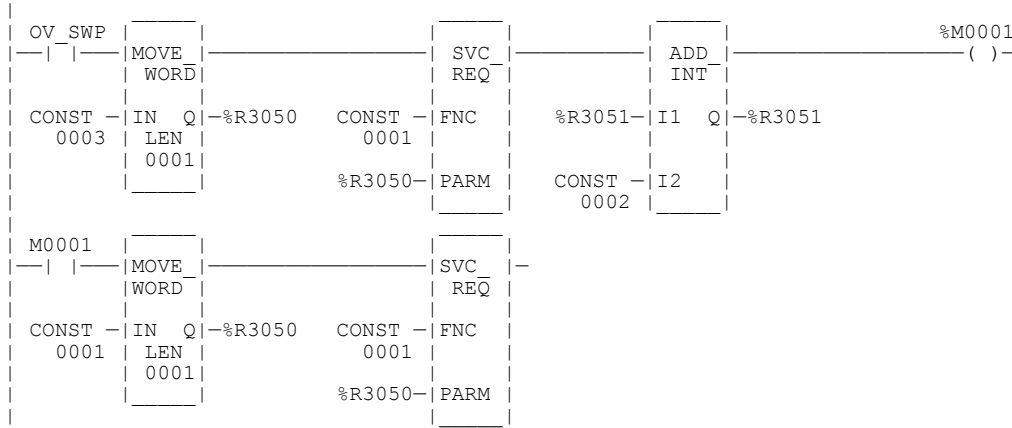 OV_SWP %M0001
MOVE_ SVC_ ADD_ ( )
WORD REQ INT
CONST IN Q %R3050 CONST FNC %R3051 I1 Q %R3051
0003 LEN 0001
0001
%R3050 PARM CONST I2
0002
M0001
MOVE_ SVC_
WORD REQ
CONST IN Q %R3050 CONST FNC
0001 LEN 0001
0001
%R3050 PARM